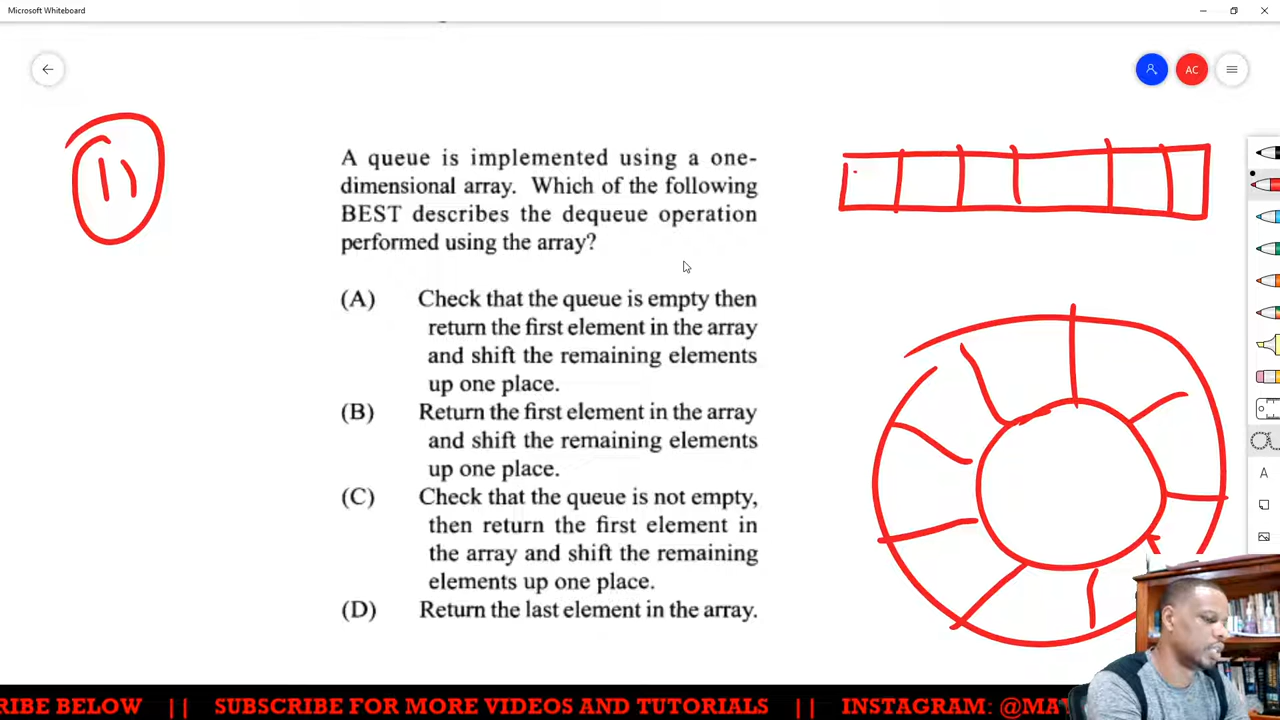 Microsoft Whiteboard
AC
11
A queue is implemented using a one-
dimensional array. Which of the following
BEST describes the dequeue operation
performed using the array?
(A) Check that the queue is empty then
return the first element in the array
and shift the remaining elements
up one place.
(B) Return the first element in the array
and shift the remaining elements
up one place.
(C) Check that the queue is not empty,
then return the first element in
the array and shift the remaining
elements up one place.
(D) Return the last element in the array.
A
RIBE BELOW || SUBSCRIBE FOR MORE VIDEOS AND TUTORIALS || INSTAGRAM: @MA